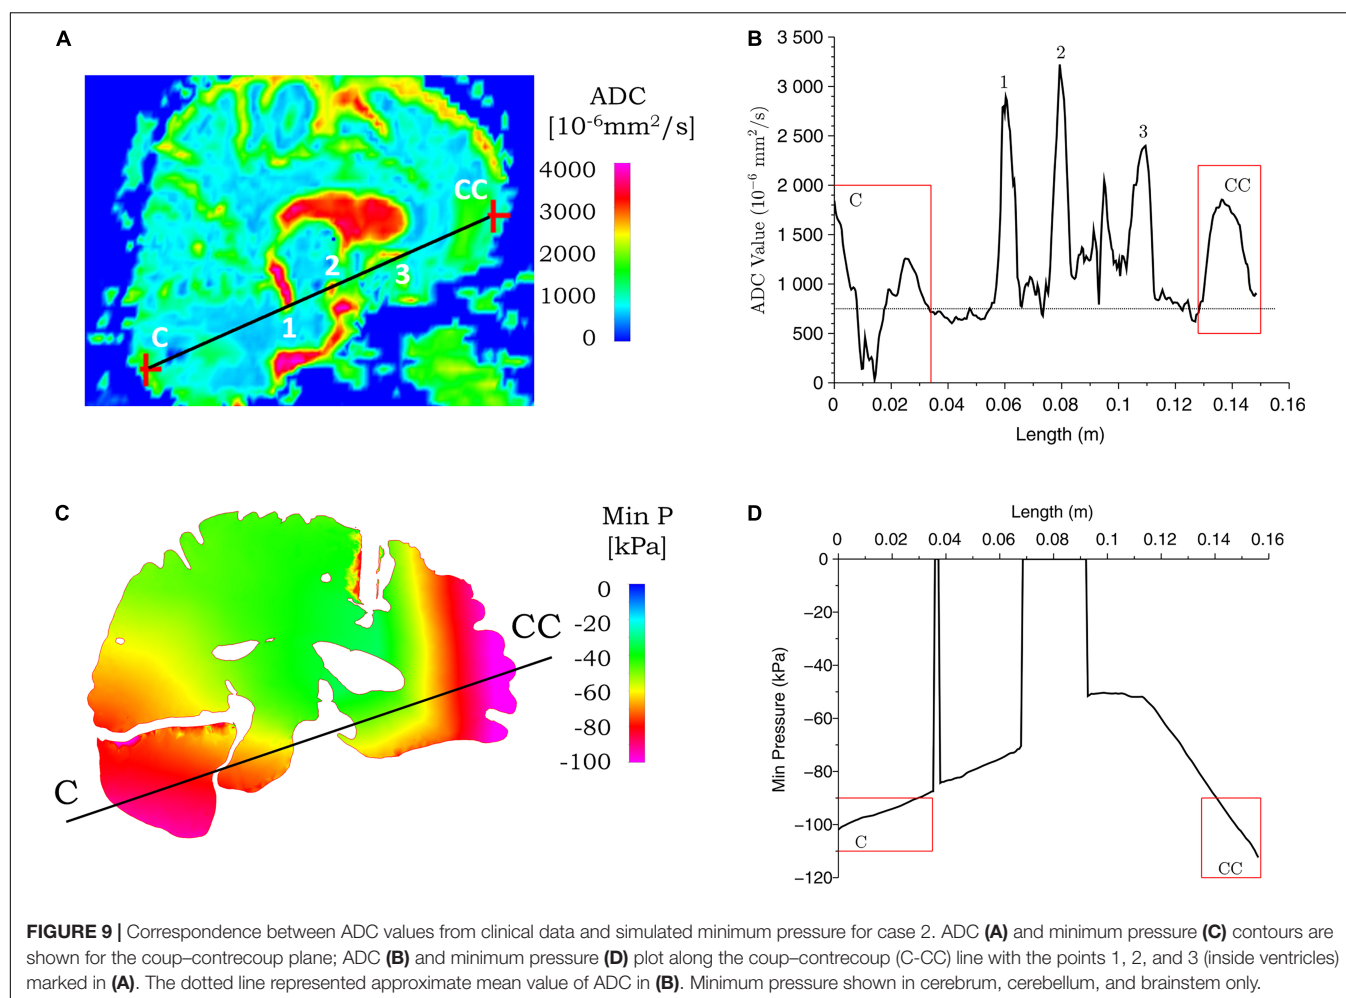 A
ADC
[10-6mm2/s]
4000
3000
2000
1000
0
CC
2
3
1
C
B
3 500
3 000
2 500
2 000
1 500
1 000
500
0
ADC Value (10−6 mm2/s)
1
2
3
C
CC
0 0.02 0.04 0.06 0.08 0.1 0.12 0.14 0.16
Length (m)
C
Min P
[kPa]
0
-20
-40
-60
-80
-100
CC
C
D
Length (m)
0 0.02 0.04 0.06 0.08 0.1 0.12 0.14 0.16
0
−20
−40
−60
−80
−100
−120
Min Pressure (kPa)
C
CC
FIGURE 9 | Correspondence between ADC values from clinical data and simulated minimum pressure for case 2. ADC (A) and minimum pressure (C) contours are
shown for the coup–contrecoup plane; ADC (B) and minimum pressure (D) plot along the coup–contrecoup (C-CC) line with the points 1, 2, and 3 (inside ventricles)
marked in (A). The dotted line represented approximate mean value of ADC in (B). Minimum pressure shown in cerebrum, cerebellum, and brainstem only.